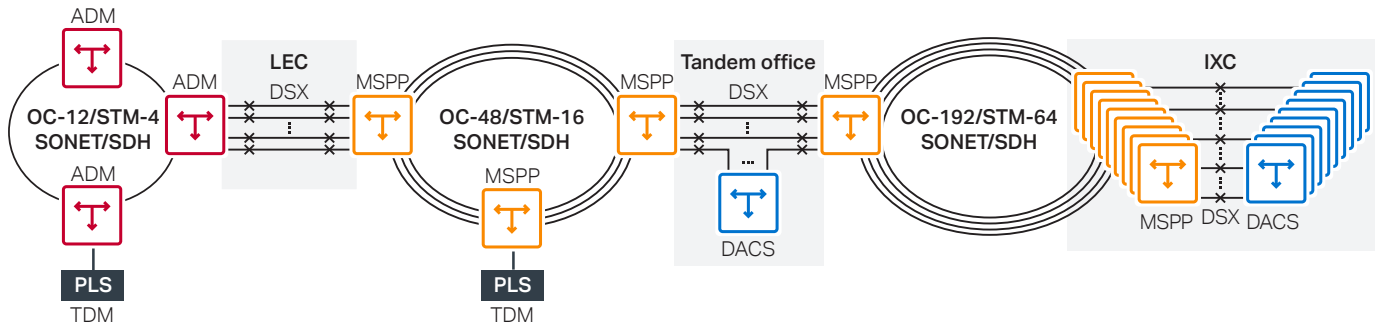 ADM
OC-12/STM-4
SONET/SDH
ADM
PLS
TDM
ADM
LEC
DSX
MSPP
OC-48/STM-16
SONET/SDH
MSPP
PLS
TDM
MSPP
Tandem office
DSX
DACS
MSPP
OC-192/STM-64
SONET/SDH
IXC
MSPP
DSX
DACS